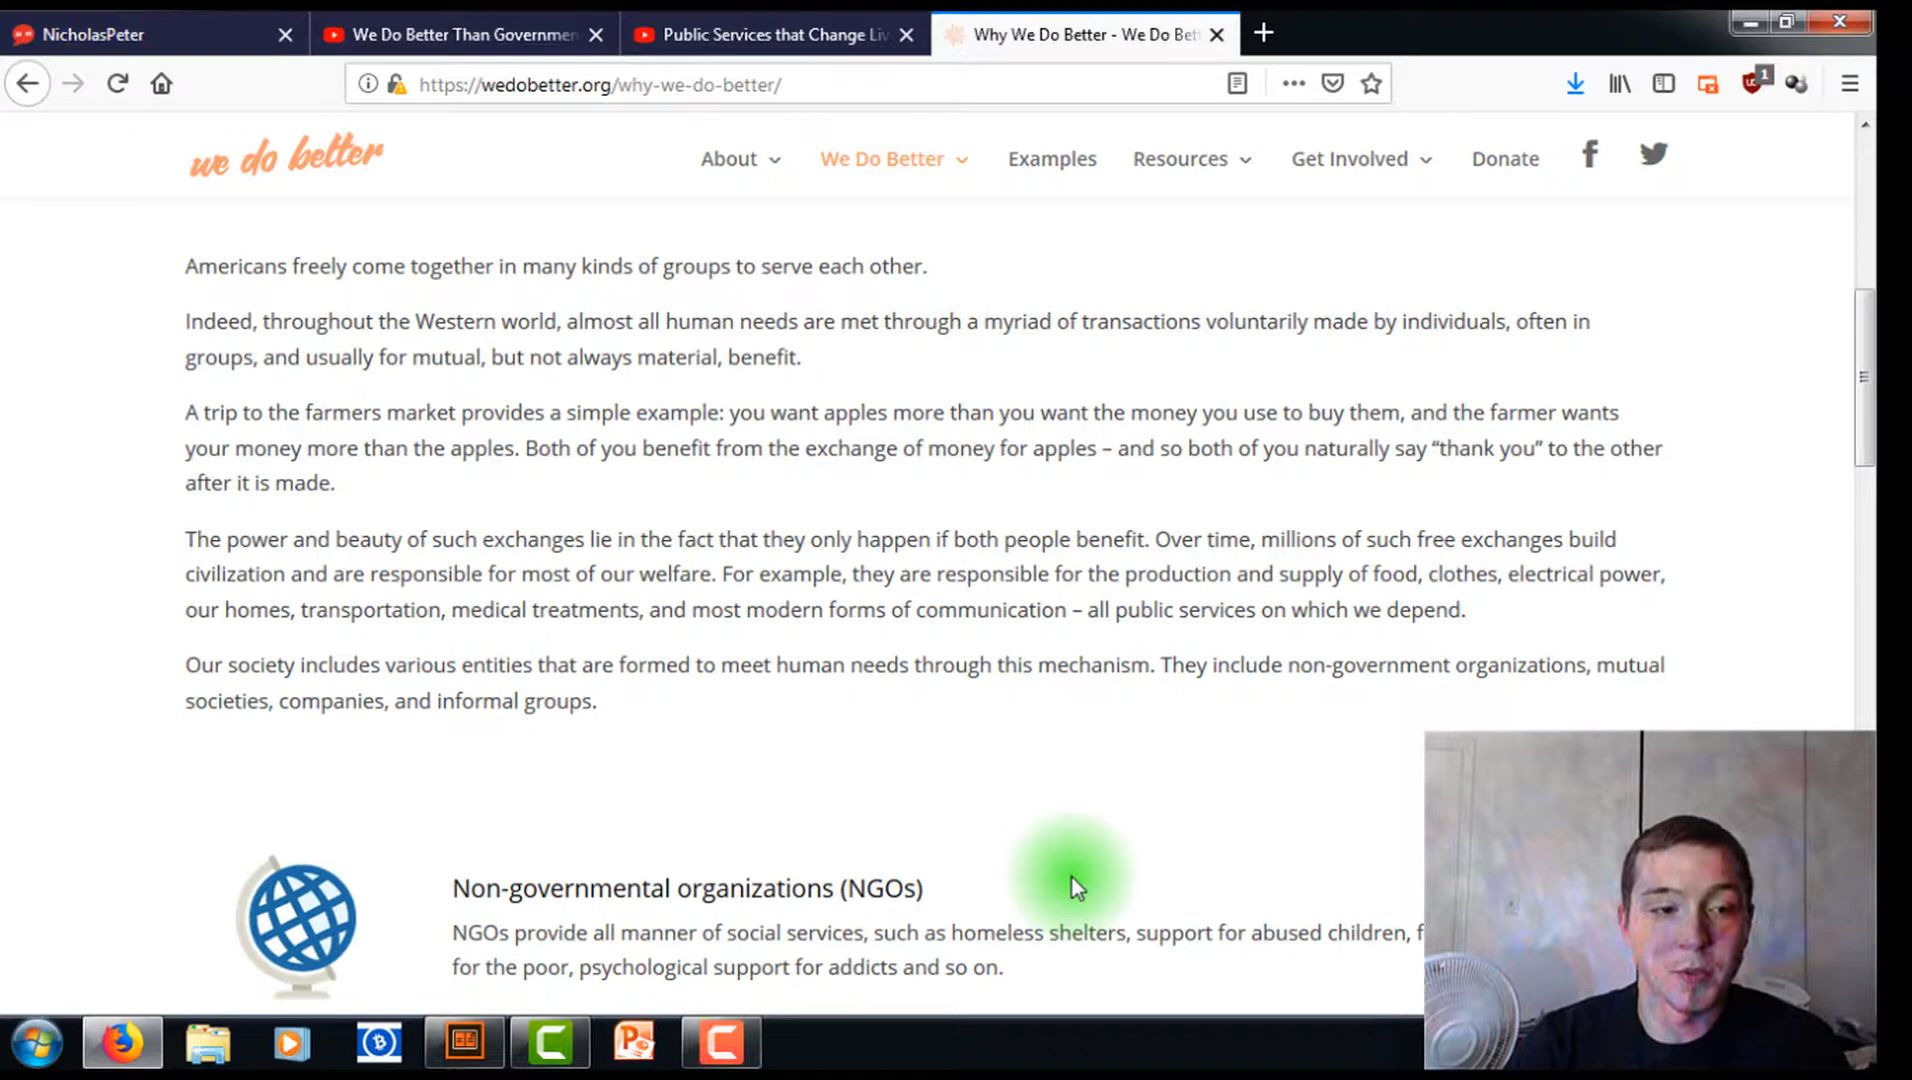 NicholasPeter
We Do Better Than Governmen
Public Services that Change Liv
Why We Do Better - We Do Bett
https://wedobetter.org/why-we-do-better/
1
we do better
About
We Do Better
Examples
Resources
Get Involved
Donate
Americans freely come together in many kinds of groups to serve each other.
Indeed, throughout the Western world, almost all human needs are met through a myriad of transactions voluntarily made by individuals, often in
groups, and usually for mutual, but not always material, benefit.
A trip to the farmers market provides a simple example: you want apples more than you want the money you use to buy them, and the farmer wants
your money more than the apples. Both of you benefit from the exchange of money for apples – and so both of you naturally say “thank you” to the other
after it is made.
The power and beauty of such exchanges lie in the fact that they only happen if both people benefit. Over time, millions of such free exchanges build
civilization and are responsible for most of our welfare. For example, they are responsible for the production and supply of food, clothes, electrical power,
our homes, transportation, medical treatments, and most modern forms of communication – all public services on which we depend.
Our society includes various entities that are formed to meet human needs through this mechanism. They include non-government organizations, mutual
societies, companies, and informal groups.
Non-governmental organizations (NGOs)
NGOs provide all manner of social services, such as homeless shelters, support for abused children, f
for the poor, psychological support for addicts and so on.